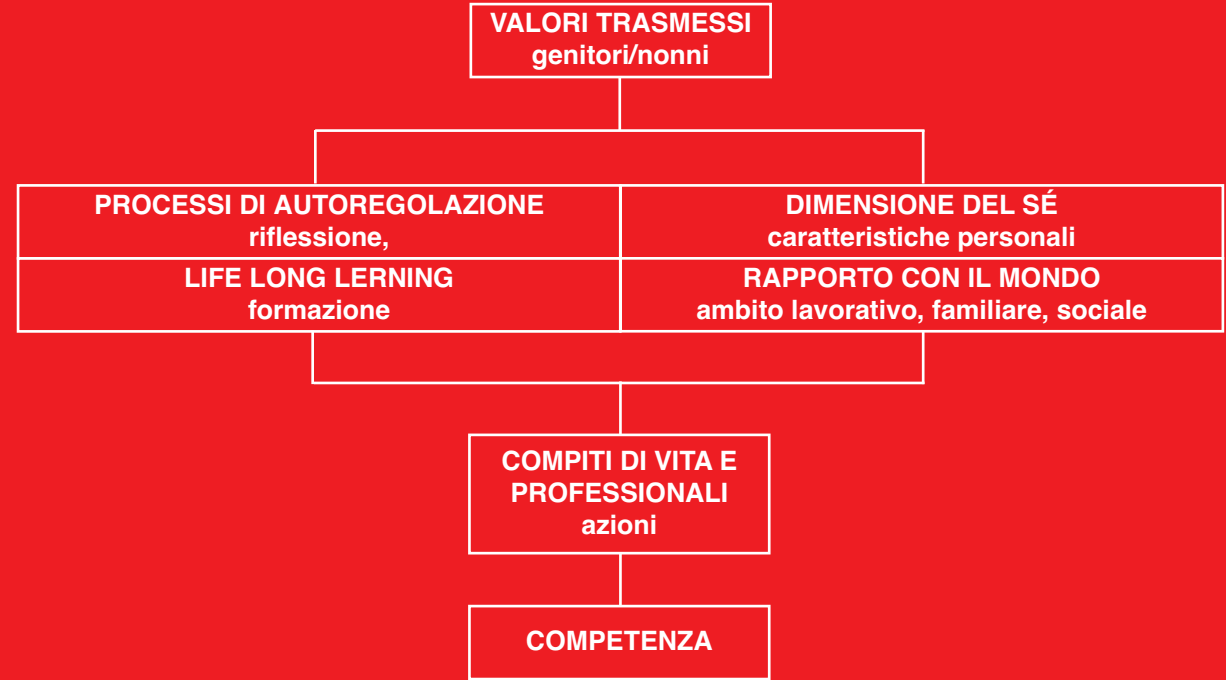 VALORI TRASMESSI
genitori/nonni
PROCESSI DI AUTOREGOLAZIONE
riflessione,
DIMENSIONE DEL SÉ
caratteristiche personali
LIFE LONG LERNING
formazione
RAPPORTO CON IL MONDO
ambito lavorativo, familiare, sociale
COMPITI DI VITA E
PROFESSIONALI
azioni
COMPETENZA